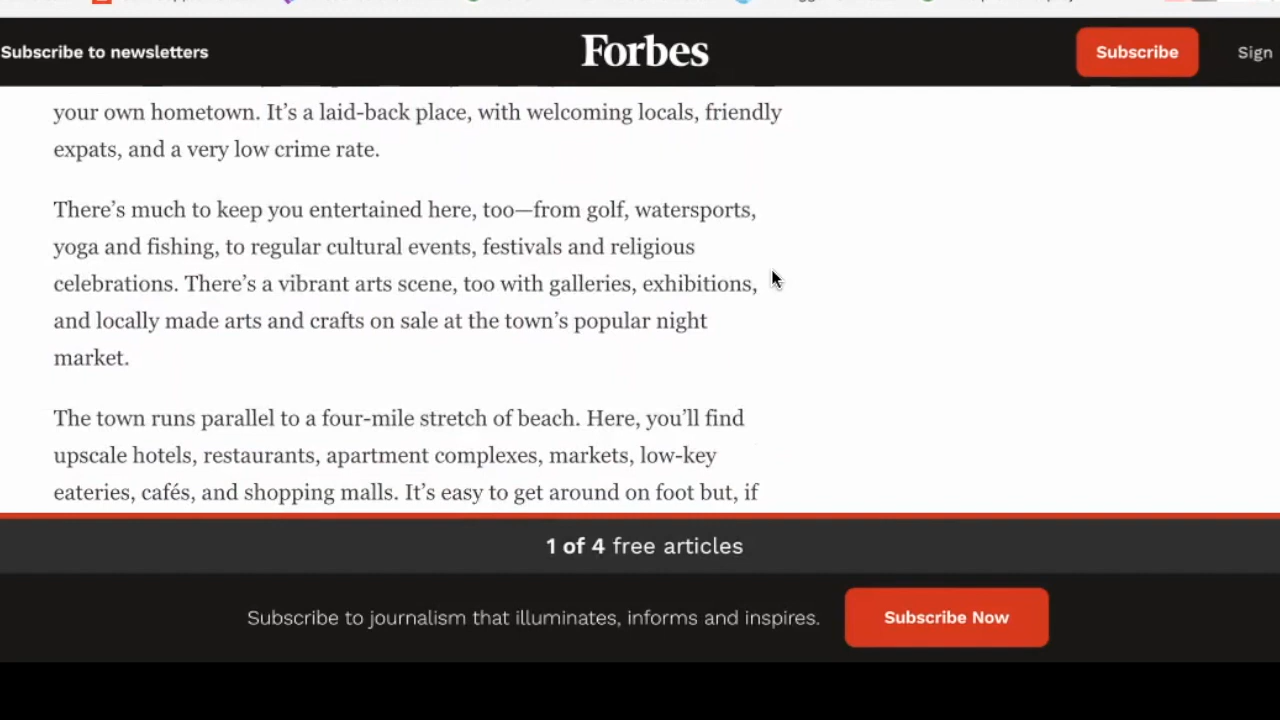 Subscribe to newsletters
Forbes
Subscribe
Sign
your own hometown. It’s a laid-back place, with welcoming locals, friendly
expats, and a very low crime rate.
There’s much to keep you entertained here, too—from golf, watersports,
yoga and fishing, to regular cultural events, festivals and religious
celebrations. There’s a vibrant arts scene, too with galleries, exhibitions,
and locally made arts and crafts on sale at the town’s popular night
market.
The town runs parallel to a four-mile stretch of beach. Here, you’ll find
upscale hotels, restaurants, apartment complexes, markets, low-key
eateries, cafés, and shopping malls. It’s easy to get around on foot but, if
1 of 4 free articles
Subscribe to journalism that illuminates, informs and inspires.
Subscribe Now